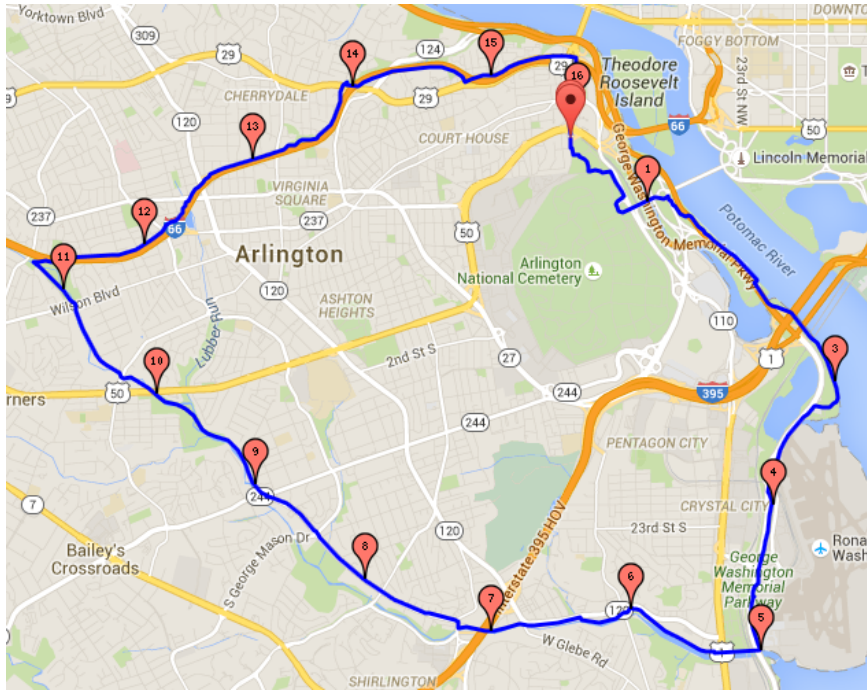 Yorktown Blvd
309
29
124
15
29
FOGGY BOTTOM
DOWNTO
14
Theodore
Roosevelt
Island
23rd St NW
CHERRYDALE
29
16
120
13
COURT HOUSE
66
50
George Washington Memorial Pkwy
Lincoln Memorial
1
VIRGINIA
SQUARE
237
237
12
66
50
Potomac River
11
Arlington
Arlington
National Cemetery
Wilson Blvd
120
ASHTON
HEIGHTS
Lubber Run
110
2nd St S
27
1
3
10
50
244
395
rners
244
PENTAGON CITY
9
244
4
7
CRYSTAL CITY
Interstate 395 HOV
120
23rd St S
Bailey's
Crossroads
S George Mason Dr
8
Rona
Wash
George
Washington
Memorial
Parkway
6
7
120
5
W Glebe Rd
1
SHIRLINGTON